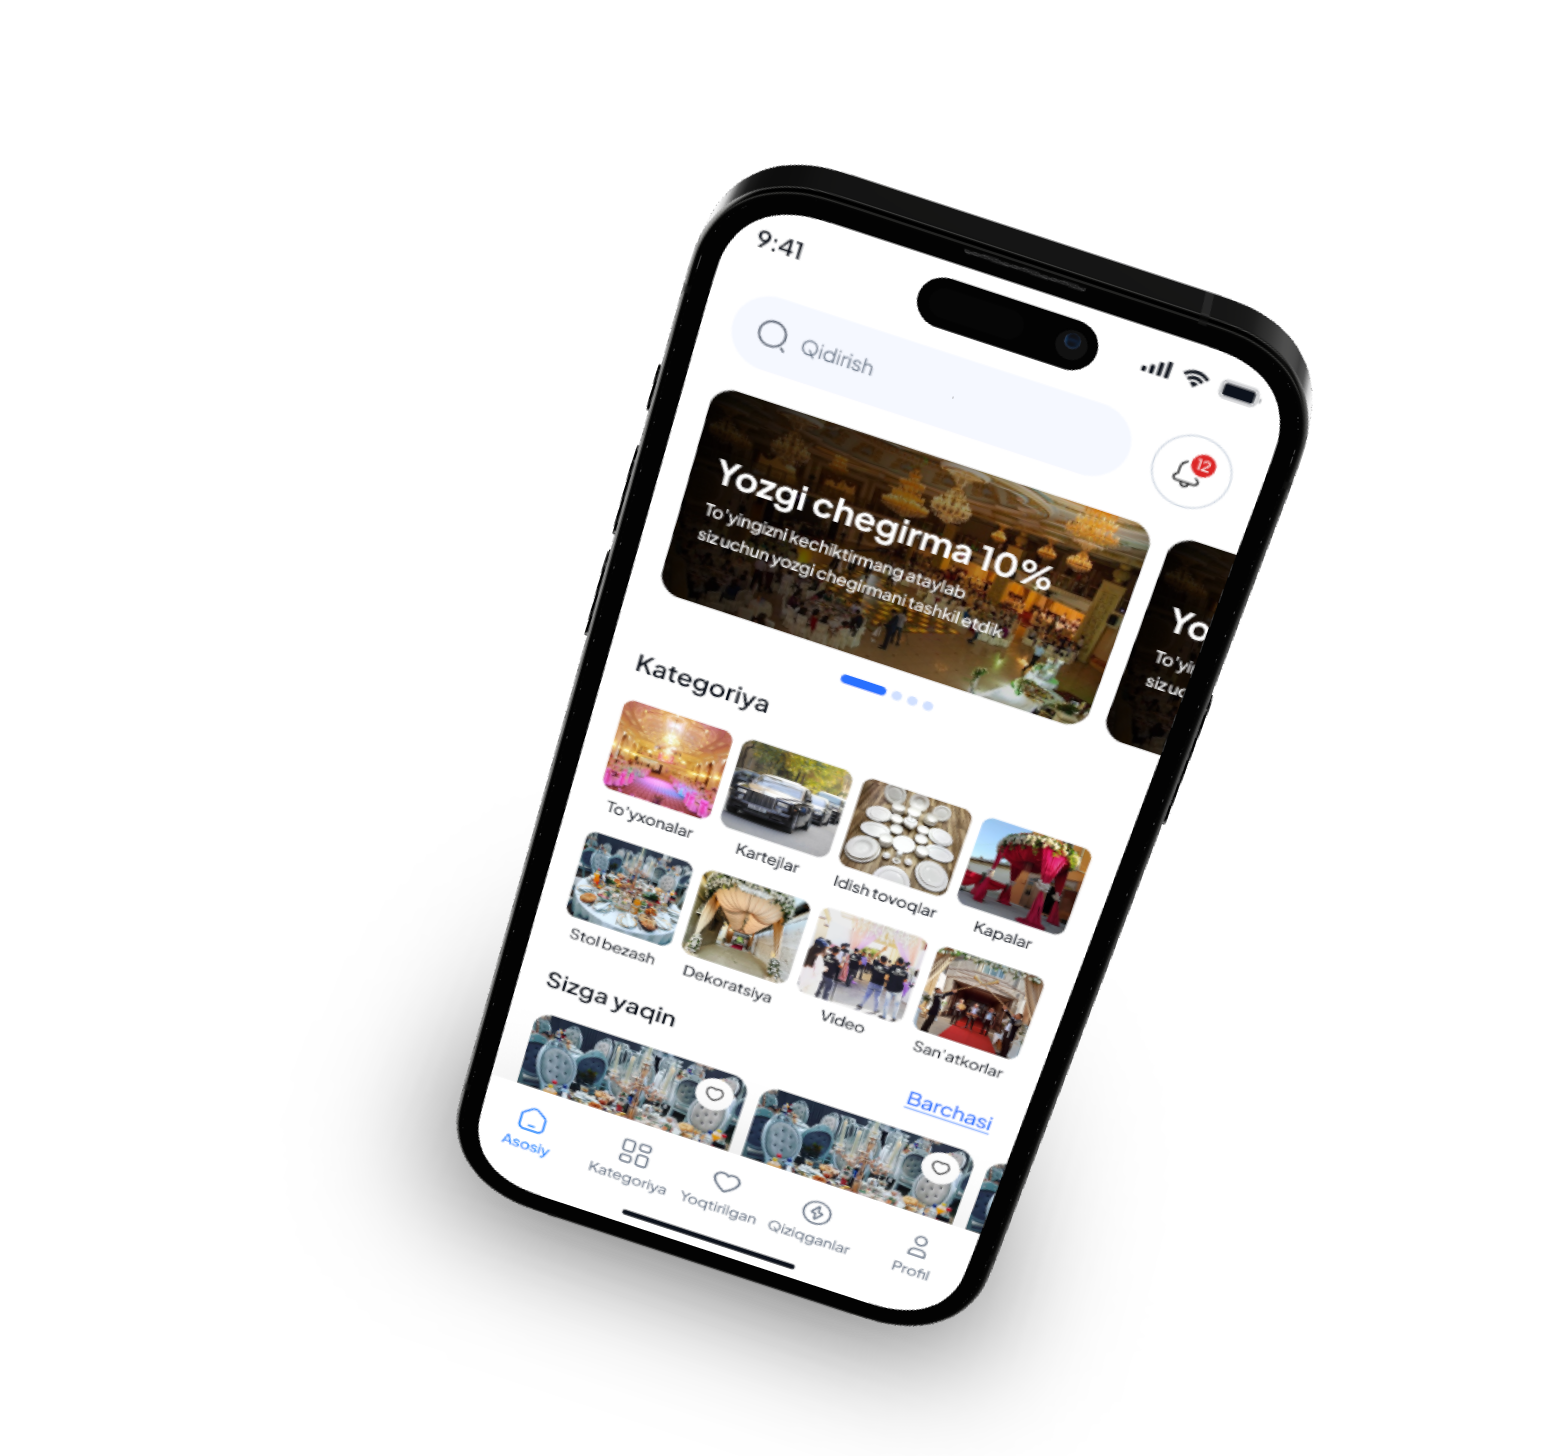 9:41
Qidirish
12
Yozgi chegirma 10%
To'yingizni kechiktirmang ataylab
siz uchun yozgi chegirmani tashkil etdik
Yo
To'yi
siz uc
Kategoriya
To'yxonalar
Kartejlar
Idish tovoqlar
Kapalar
Stol bezash
Dekoratsiya
Video
San'atkorlar
Sizga yaqin
Barchasi
Asosiy
Kategoriya
Yoqtirilgan
Qiziqganlar
Profil